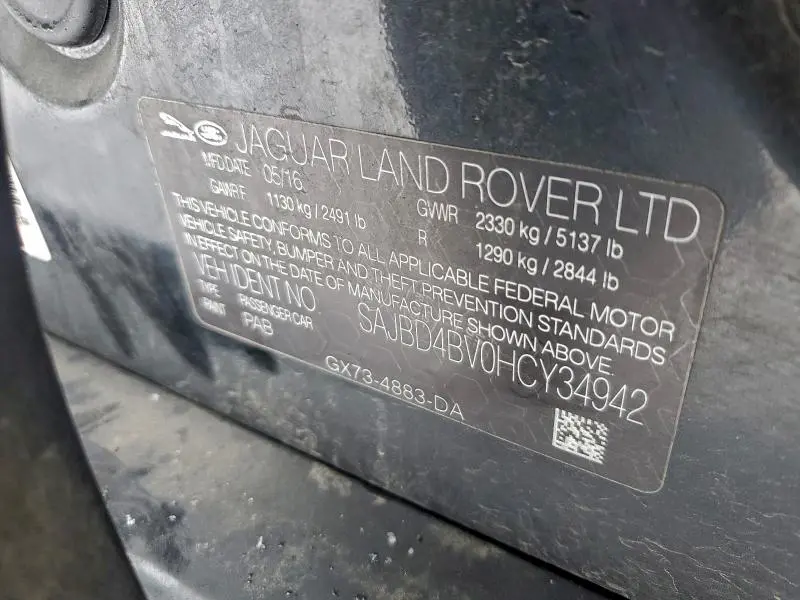 JAGUAR LAND ROVER LTD
MFD.DATE 05/16 GVWR 2330 kg / 5137 lb
GAWR F 1130 kg / 2491 lb R 1290 kg / 2844 lb
THIS VEHICLE CONFORMS TO ALL APPLICABLE FEDERAL MOTOR
VEHICLE SAFETY, BUMPER AND THEFT PREVENTION STANDARDS
IN EFFECT ON THE DATE OF MANUFACTURE SHOWN ABOVE.
VEH IDENT NO. SAJBD4BV0HCY34942
TYPE PASSENGER CAR
PAINT PAB
GX73-4883-DA